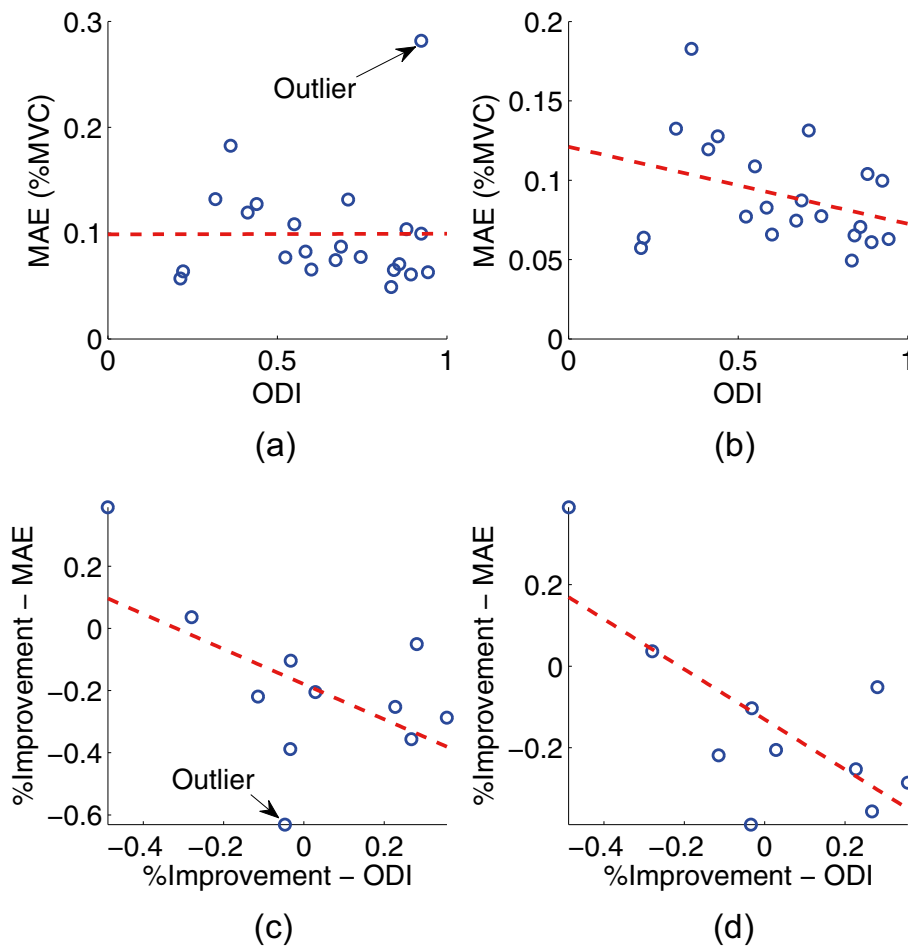 0.3
0.2
0.1
0
MAE (%MVC)
Outlier
0
0.5
1
ODI
(a)
0.2
0.15
0.1
0.05
0
MAE (%MVC)
0
0.5
1
ODI
(b)
0.2
0
−0.2
−0.4
−0.6
%Improvement − MAE
Outlier
−0.4
−0.2
0
0.2
%Improvement − ODI
(c)
0.2
0
−0.2
%Improvement − MAE
−0.4
−0.2
0
0.2
%Improvement − ODI
(d)